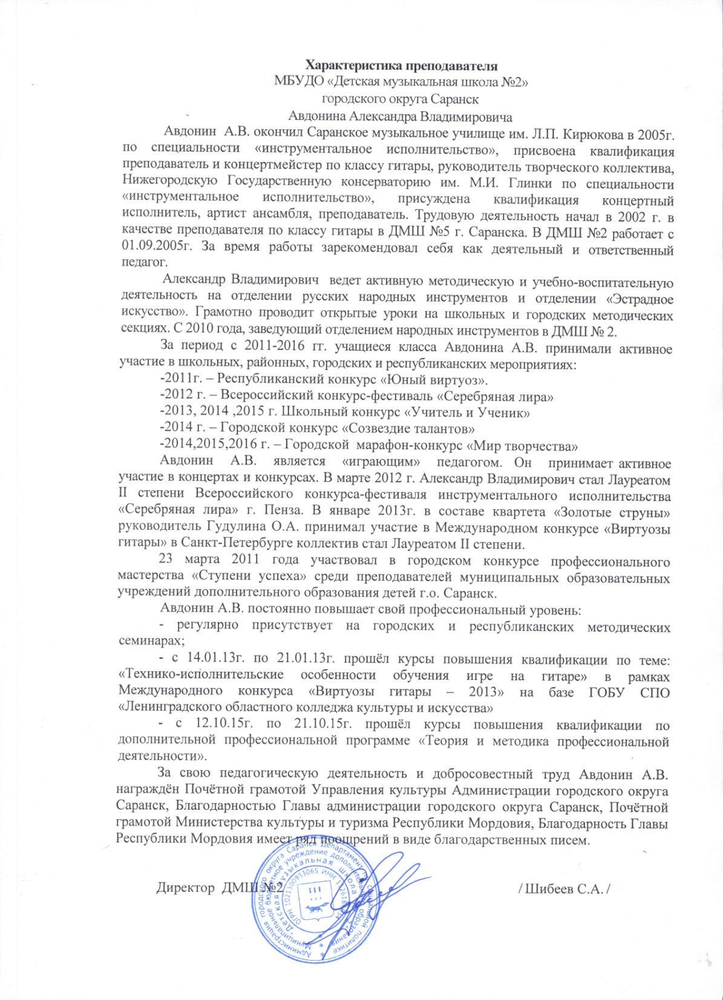 Характеристика преподавателя
МБУДО «Детская музыкальная школа №2»
городского округа Саранск
Авдонина Александра Владимировича
Авдонин А.В. окончил Саранское музыкальное училище им. Л.П. Кирюкова в 2005г.
по специальности «инструментальное исполнительство», присвоена квалификация
преподаватель и концертмейстер по классу гитары, руководитель творческого коллектива,
Нижегородскую Государственную консерваторию им. М.И. Глинки по специальности
«инструментальное исполнительство», присуждена квалификация концертный
исполнитель, артист ансамбля, преподаватель. Трудовую деятельность начал в 2002 г. в
качестве преподавателя по классу гитары в ДМШ №5 г. Саранска. В ДМШ №2 работает с
01.09.2005г. За время работы зарекомендовал себя как деятельный и ответственный
педагог.
Александр Владимирович ведет активную методическую и учебно-воспитательную
деятельность на отделении русских народных инструментов и отделении «Эстрадное
искусство». Грамотно проводит открытые уроки на школьных и городских методических
секциях. С 2010 года, заведующий отделением народных инструментов в ДМШ № 2.
За период с 2011-2016 гг. учащиеся класса Авдонина А.В. принимали активное
участие в школьных, районных, городских и республиканских мероприятиях:
-2011г. – Республиканский конкурс «Юный виртуоз».
-2012 г. – Всероссийский конкурс-фестиваль «Серебряная лира»
-2013, 2014 ,2015 г. Школьный конкурс «Учитель и Ученик»
-2014 г. – Городской конкурс «Созвездие талантов»
-2014,2015,2016 г. – Городской марафон-конкурс «Мир творчества»
Авдонин А.В. является «играющим» педагогом. Он принимает активное
участие в концертах и конкурсах. В марте 2012 г. Александр Владимирович стал Лауреатом
II степени Всероссийского конкурса-фестиваля инструментального исполнительства
«Серебряная лира» г. Пенза. В январе 2013г. в составе квартета «Золотые струны»
руководитель Гудулина О.А. принимал участие в Международном конкурсе «Виртуозы
гитары» в Санкт-Петербурге коллектив стал Лауреатом II степени.
23 марта 2011 года участвовал в городском конкурсе профессионального
мастерства «Ступени успеха» среди преподавателей муниципальных образовательных
учреждений дополнительного образования детей г.о. Саранск.
Авдонин А.В. постоянно повышает свой профессиональный уровень:
- регулярно присутствует на городских и республиканских методических
семинарах;
- с 14.01.13г. по 21.01.13г. прошёл курсы повышения квалификации по теме:
«Технико-исполнительские особенности обучения игре на гитаре» в рамках
Международного конкурса «Виртуозы гитары – 2013» на базе ГОБУ СПО
«Ленинградского областного колледжа культуры и искусства»
- с 12.10.15г. по 21.10.15г. прошёл курсы повышения квалификации по
дополнительной профессиональной программе «Теория и методика профессиональной
деятельности».
За свою педагогическую деятельность и добросовестный труд Авдонин А.В.
награждён Почётной грамотой Управления культуры Администрации городского округа
Саранск, Благодарностью Главы администрации городского округа Саранск, Почётной
грамотой Министерства культуры и туризма Республики Мордовия, Благодарность Главы
Республики Мордовия имеет ряд поощрений в виде благодарственных писем.
Директор ДМШ №2 / Шибеев С.А. /
Администрация городского округа Саранск Департамент по социальной политике
Муниципальное бюджетное учреждение дополнительного образования
"Детская музыкальная школа
ОГРН 1021300983065 ИНН